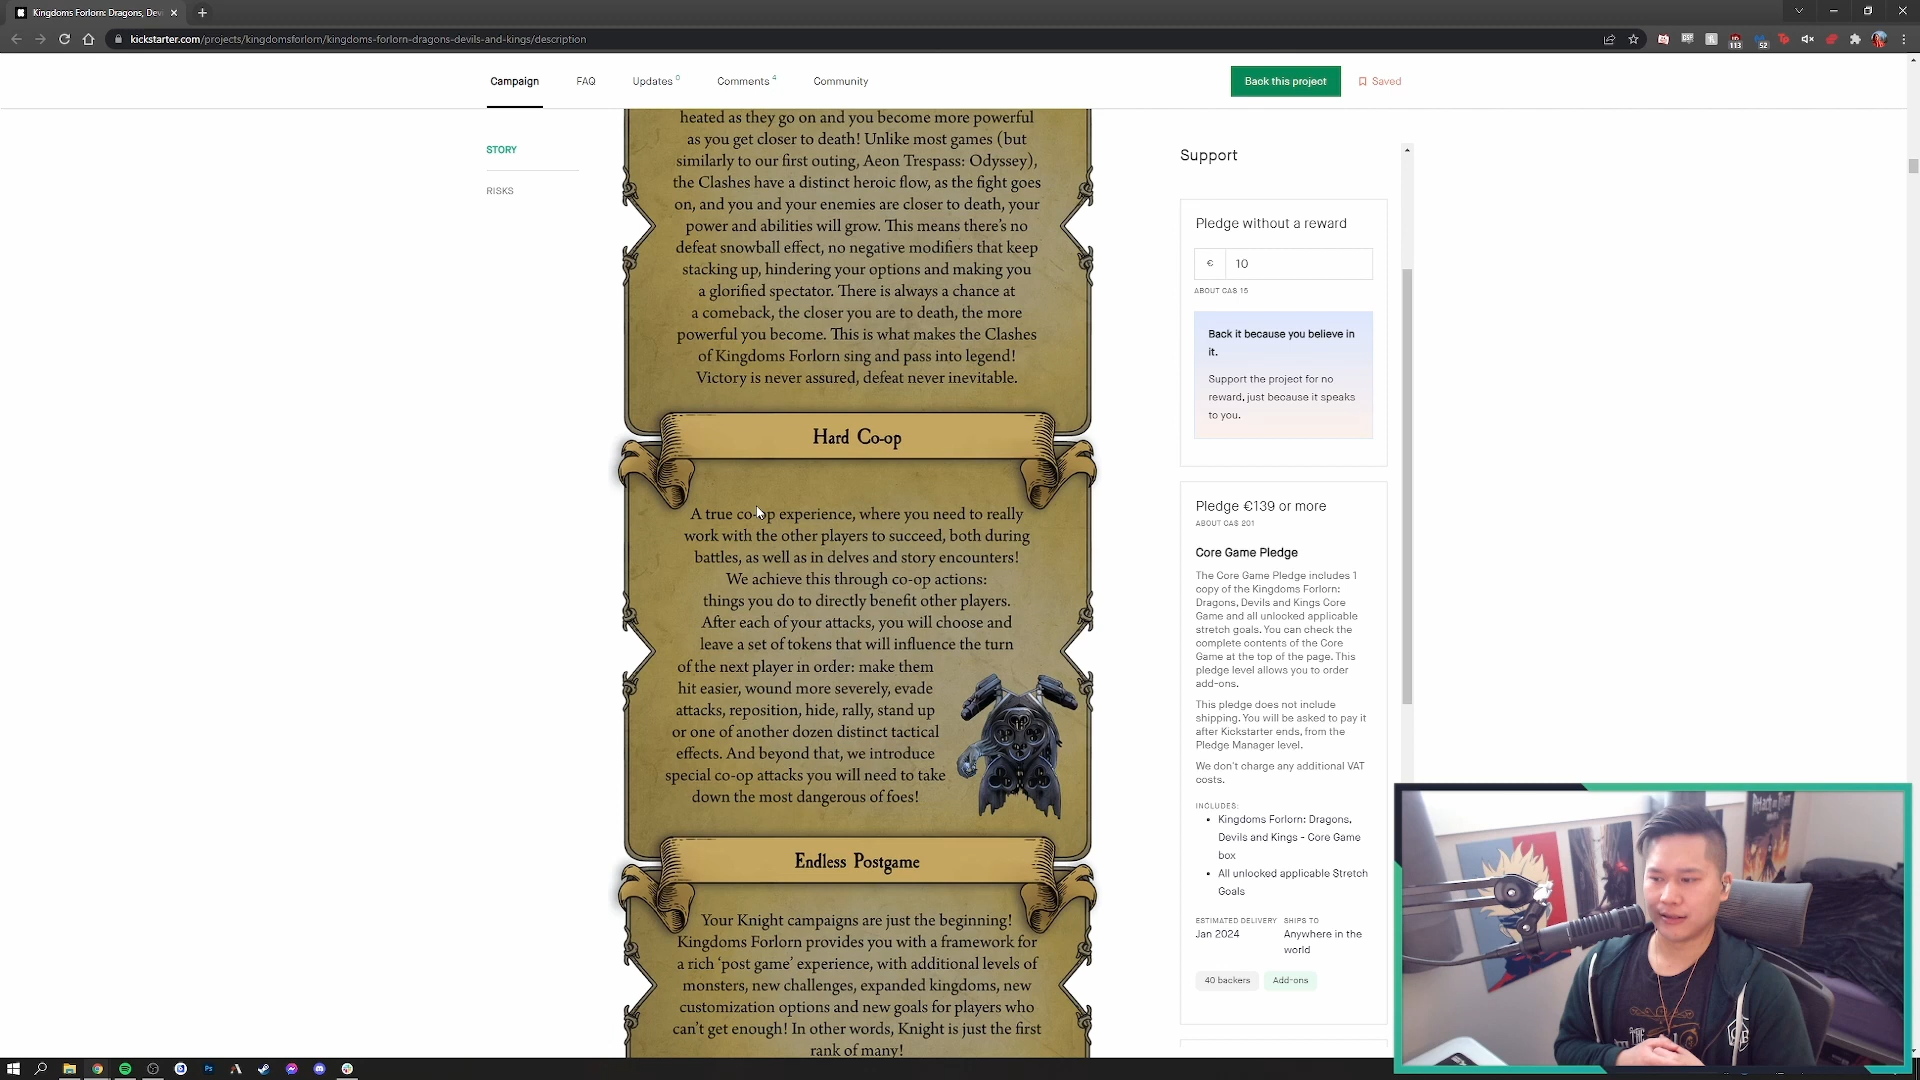 Kingdoms Forlorn: Dragons, Dev
kickstarter.com/projects/kingdomsforlorn/kingdoms-forlorn-dragons-devils-and-kings/description
113
52
Campaign
FAQ
Updates 0
Comments 4
Community
Back this project
Saved
STORY
RISKS
heated as they go on and you become more powerful
as you get closer to death! Unlike most games (but
similarly to our first outing, Aeon Trespass: Odyssey),
the Clashes have a distinct heroic flow, as the fight goes
on, and you and your enemies are closer to death, your
power and abilities will grow. This means there's no
defeat snowball effect, no negative modifiers that keep
stacking up, hindering your options and making you
a glorified spectator. There is always a chance at
a comeback, the closer you are to death, the more
powerful you become. This is what makes the Clashes
of Kingdoms Forlorn sing and pass into legend!
Victory is never assured, defeat never inevitable.
Hard Co-op
A true co-op experience, where you need to really
work with the other players to succeed, both during
battles, as well as in delves and story encounters!
We achieve this through co-op actions:
things you do to directly benefit other players.
After each of your attacks, you will choose and
leave a set of tokens that will influence the turn
of the next player in order: make them
hit easier, wound more severely, evade
attacks, reposition, hide, rally, stand up
or one of another dozen distinct tactical
effects. And beyond that, we introduce
special co-op attacks you will need to take
down the most dangerous of foes!
Endless Postgame
Your Knight campaigns are just the beginning!
Kingdoms Forlorn provides you with a framework for
a rich 'post game' experience, with additional levels of
monsters, new challenges, expanded kingdoms, new
customization options and new goals for players who
can't get enough! In other words, Knight is just the first
rank of many!
Support
Pledge without a reward
€ 10
ABOUT CA$ 15
Back it because you believe in
it.
Support the project for no
reward, just because it speaks
to you.
Pledge €139 or more
ABOUT CA$ 201
Core Game Pledge
The Core Game Pledge includes 1
copy of the Kingdoms Forlorn:
Dragons, Devils and Kings Core
Game and all unlocked applicable
stretch goals. You can check the
complete contents of the Core
Game at the top of the page. This
pledge level allows you to order
add-ons.
This pledge does not include
shipping. You will be asked to pay it
after Kickstarter ends, from the
Pledge Manager level.
We don't charge any additional VAT
costs.
INCLUDES:
Kingdoms Forlorn: Dragons,
Devils and Kings - Core Game
box
All unlocked applicable Stretch
Goals
ESTIMATED DELIVERY SHIPS TO
Jan 2024 Anywhere in the
world
40 backers Add-ons